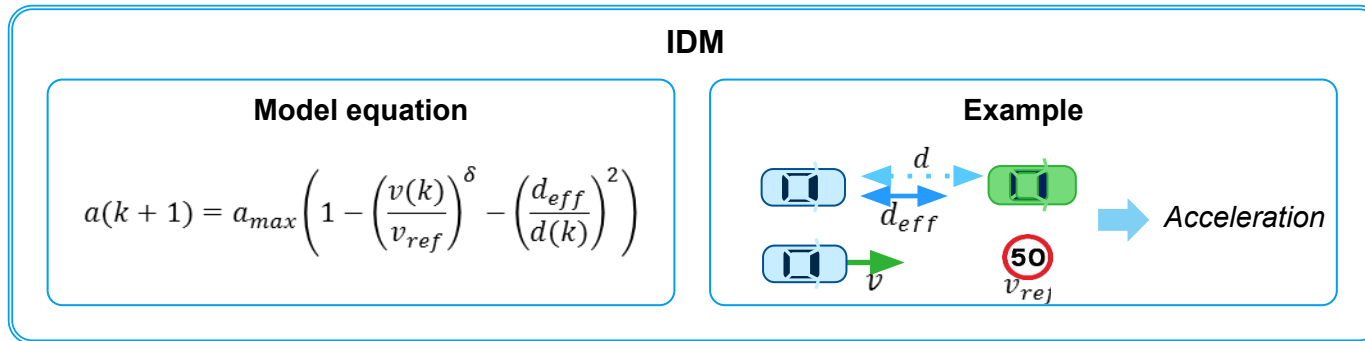 IDM
Model equation
a(k + 1) = a_max(1 − (v(k)/v_ref)^δ − (d_eff/d(k))^2)
Example
d
d_eff
Acceleration
50
v
v_ref